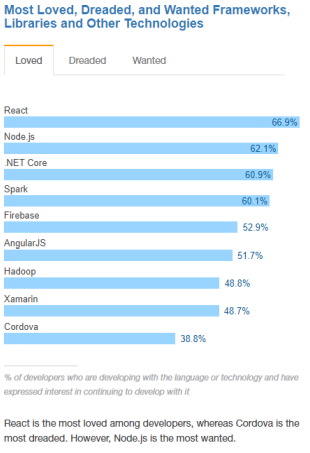 Most Loved, Dreaded, and Wanted Frameworks,
Libraries and Other Technologies
Loved Dreaded Wanted
React
66.9%
Node.js
62.1%
.NET Core
60.9%
Spark
60.1%
Firebase
52.9%
AngularJS
51.7%
Hadoop
48.8%
Xamarin
48.7%
Cordova
38.8%
% of developers who are developing with the language or technology and have
expressed interest in continuing to develop with it
React is the most loved among developers, whereas Cordova is the
most dreaded. However, Node.js is the most wanted.